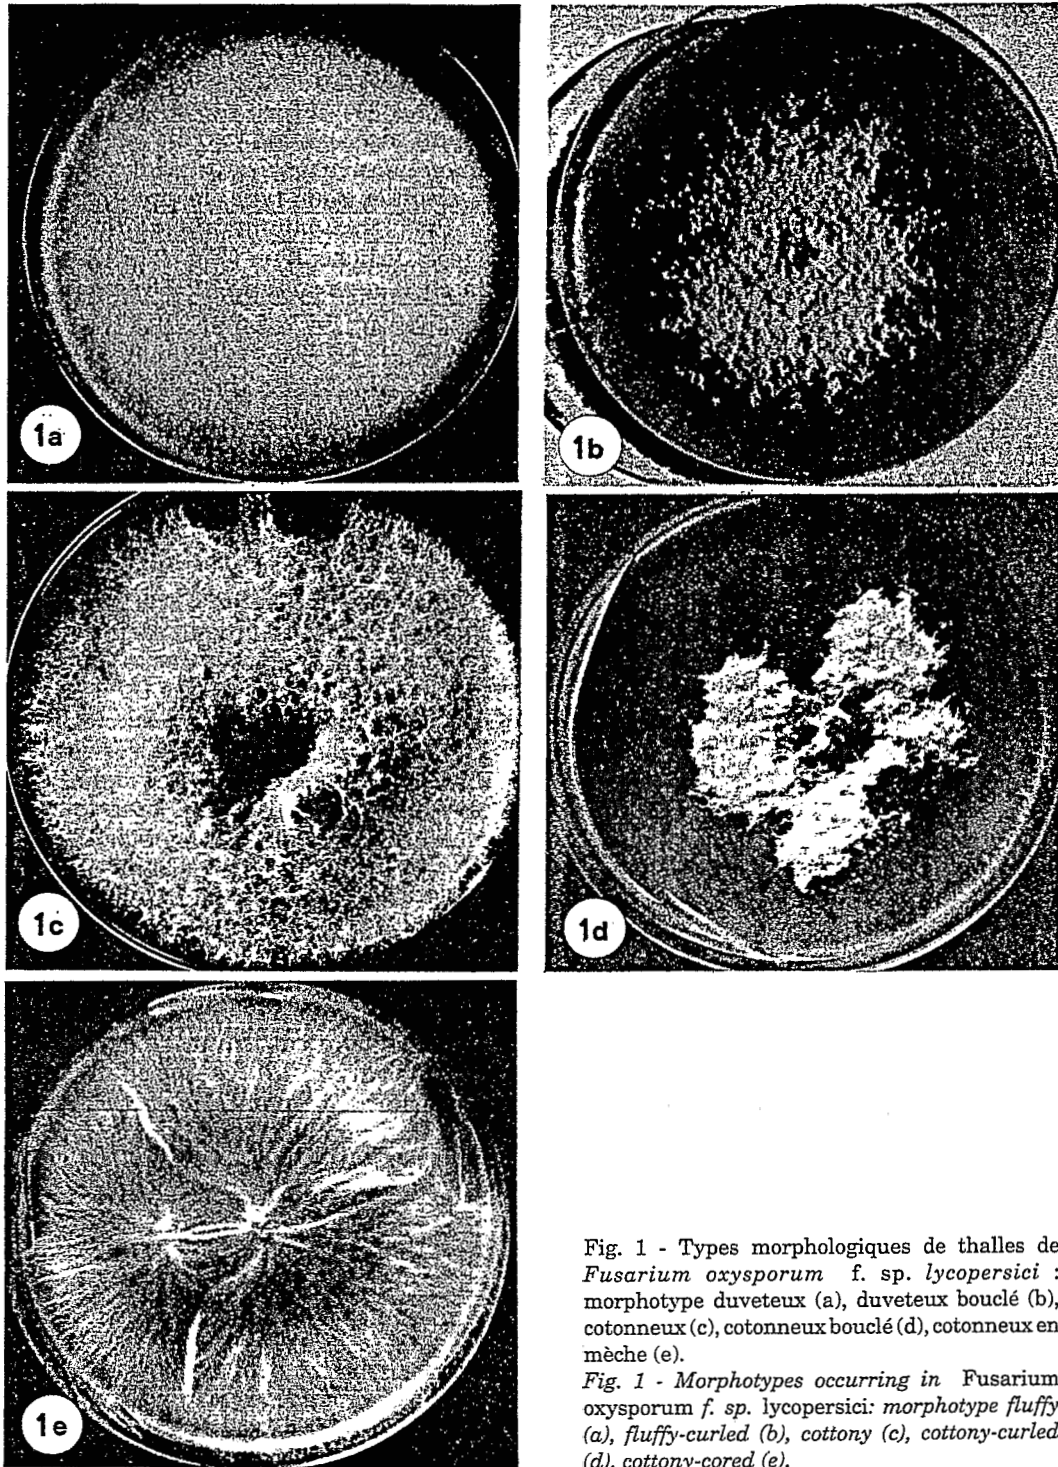 1a
1b
1c
1d
1e
Fig. 1 - Types morphologiques de thalles de
Fusarium oxysporum f. sp. lycopersici :
morphotype duveteux (a), duveteux bouclé (b),
cotonneux (c), cotonneux bouclé (d), cotonneux en
mèche (e).
Fig. 1 - Morphotypes occurring in Fusarium
oxysporum f. sp. lycopersici: morphotype fluffy
(a), fluffy-curled (b), cottony (c), cottony-curled
(d), cottony-cored (e).